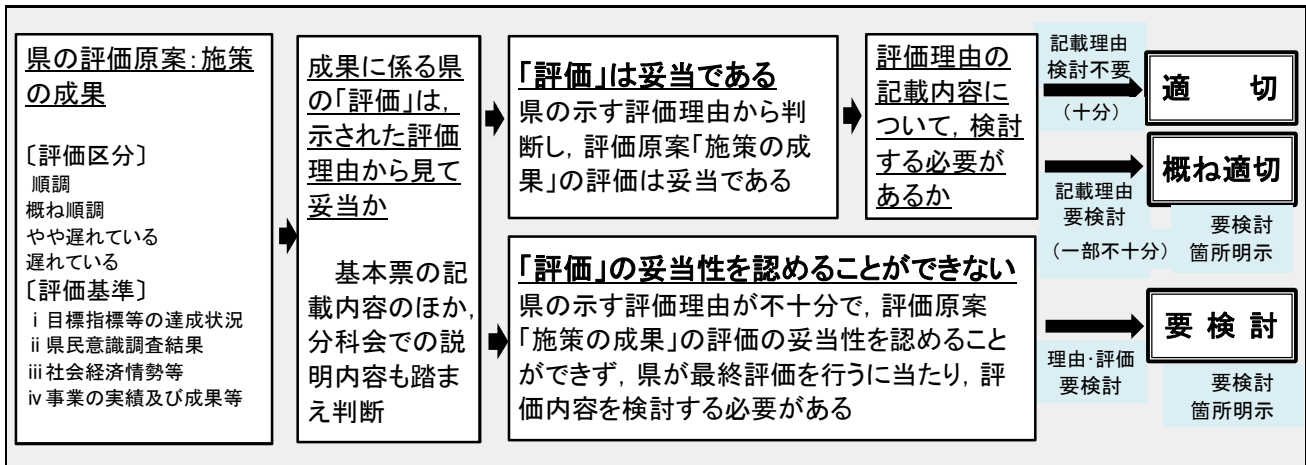 県の評価原案：施策
の成果
〔評価区分〕
順調
概ね順調
やや遅れている
遅れている
〔評価基準〕
ⅰ 目標指標等の達成状況
ⅱ 県民意識調査結果
ⅲ 社会経済情勢等
ⅳ 事業の実績及び成果等
成果に係る県
の「評価」は，
示された評価
理由から見て
妥当か
基本票の記
載内容のほか，
分科会での説
明内容も踏ま
え判断
「評価」は妥当である
県の示す評価理由から判
断し，評価原案「施策の成
果」の評価は妥当である
評価理由の
記載内容に
ついて，検討
する必要が
あるか
記載理由
検討不要
（十分）
適　切
記載理由
要検討
（一部不十分）
概ね適切
要検討
箇所明示
「評価」の妥当性を認めることができない
県の示す評価理由が不十分で，評価原案
「施策の成果」の評価の妥当性を認めること
ができず，県が最終評価を行うに当たり，評
価内容を検討する必要がある
理由・評価
要検討
要 検 討
要検討
箇所明示